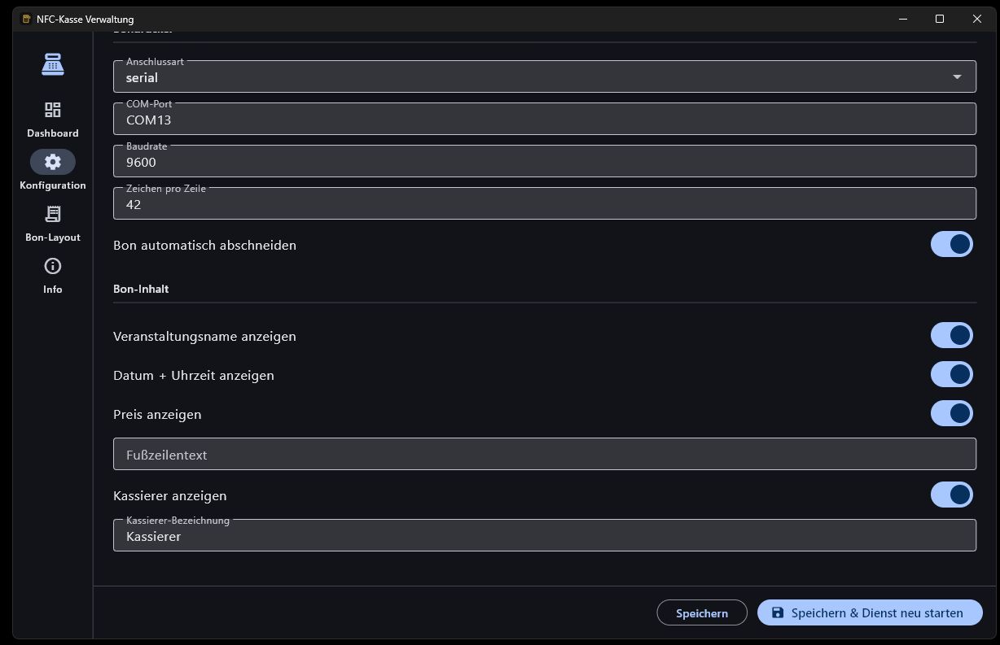 NFC-Kasse Verwaltung
Dashboard
Konfiguration
Bon-Layout
Info
Anschlussart
serial
COM-Port
COM13
Baudrate
9600
Zeichen pro Zeile
42
Bon automatisch abschneiden
Bon-Inhalt
Veranstaltungsname anzeigen
Datum + Uhrzeit anzeigen
Preis anzeigen
Fußzeilentext
Kassierer anzeigen
Kassierer-Bezeichnung
Kassierer
Speichern
Speichern & Dienst neu starten